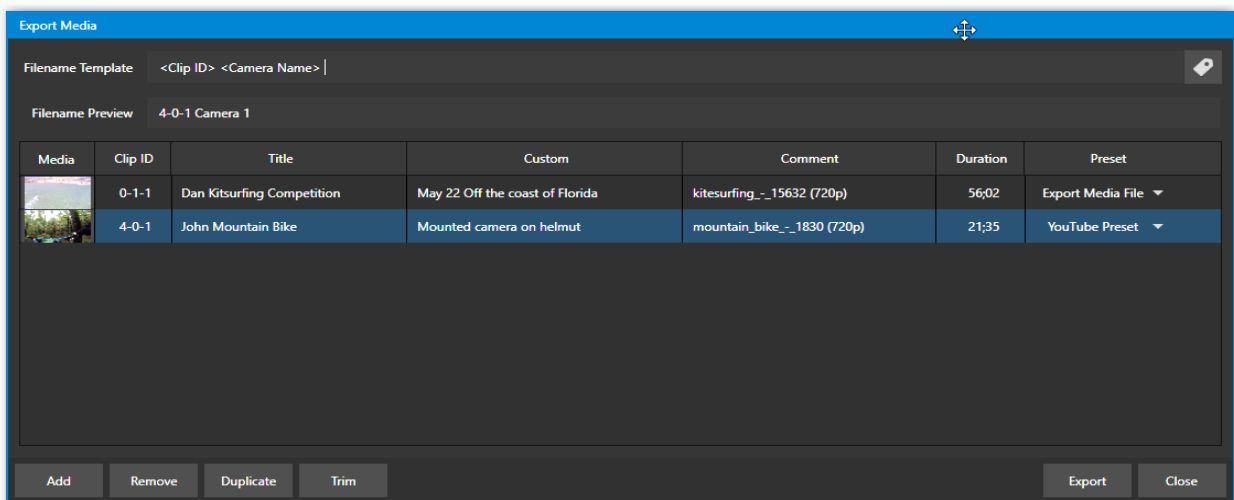 Export Media
Filename Template <Clip ID> <Camera Name>
Filename Preview 4-0-1 Camera 1
Media Clip ID Title Custom Comment Duration Preset
0-1-1 Dan Kitsurfing Competition May 22 Off the coast of Florida kitesurfing_-_15632 (720p) 56;02 Export Media File
4-0-1 John Mountain Bike Mounted camera on helmut mountain_bike_-_1830 (720p) 21;35 YouTube Preset
Add Remove Duplicate Trim Export Close